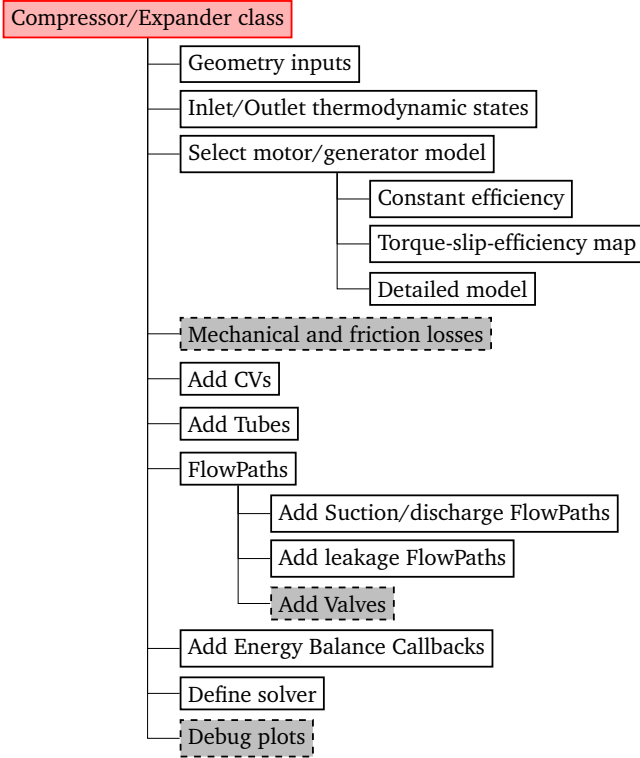 Compressor/Expander class
Geometry inputs
Inlet/Outlet thermodynamic states
Select motor/generator model
Constant efficiency
Torque-slip-efficiency map
Detailed model
Mechanical and friction losses
Add CVs
Add Tubes
FlowPaths
Add Suction/discharge FlowPaths
Add leakage FlowPaths
Add Valves
Add Energy Balance Callbacks
Define solver
Debug plots